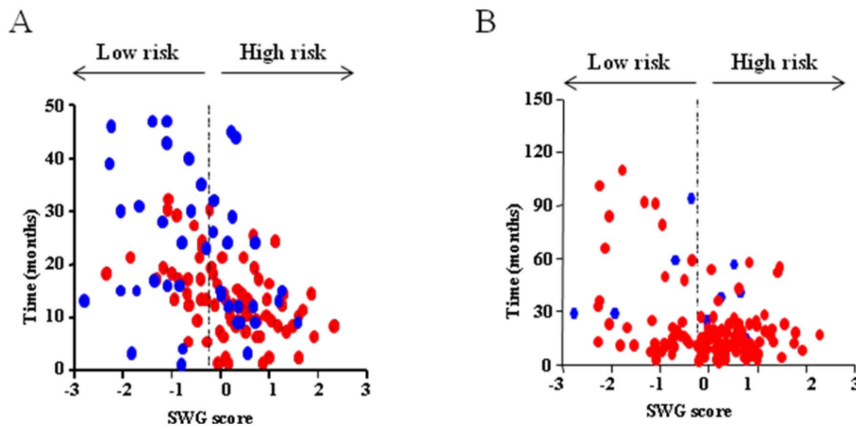 A
Low risk High risk
50
40
30
20
10
0
Time (months)
-3 -2 -1 0 1 2 3
SWG score
B
Low risk High risk
150
120
90
60
30
0
Time (months)
-3 -2 -1 0 1 2 3
SWG score